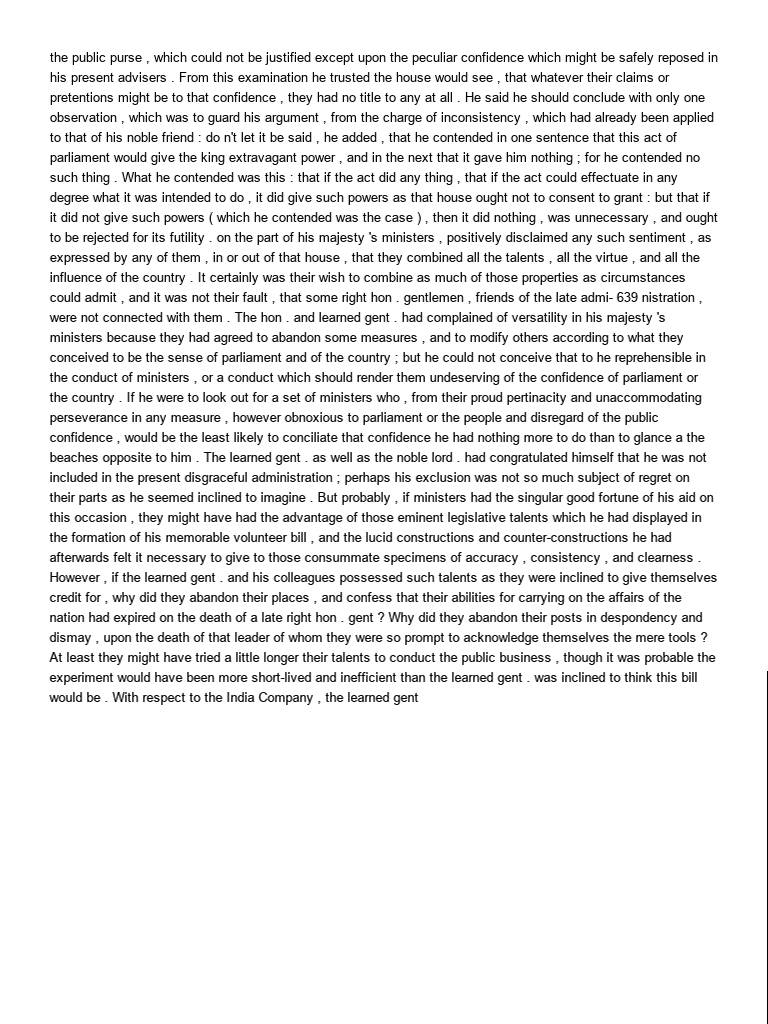 the public purse , which could not be justified except upon the peculiar confidence which might be safely reposed in
his present advisers . From this examination he trusted the house would see , that whatever their claims or
pretentions might be to that confidence , they had no title to any at all . He said he should conclude with only one
observation , which was to guard his argument , from the charge of inconsistency , which had already been applied
to that of his noble friend : do n't let it be said , he added , that he contended in one sentence that this act of
parliament would give the king extravagant power , and in the next that it gave him nothing ; for he contended no
such thing . What he contended was this : that if the act did any thing , that if the act could effectuate in any
degree what it was intended to do , it did give such powers as that house ought not to consent to grant : but that if
it did not give such powers ( which he contended was the case ) , then it did nothing , was unnecessary , and ought
to be rejected for its futility . on the part of his majesty 's ministers , positively disclaimed any such sentiment , as
expressed by any of them , in or out of that house , that they combined all the talents , all the virtue , and all the
influence of the country . It certainly was their wish to combine as much of those properties as circumstances
could admit , and it was not their fault , that some right hon . gentlemen , friends of the late admi- 639 nistration ,
were not connected with them . The hon . and learned gent . had complained of versatility in his majesty 's
ministers because they had agreed to abandon some measures , and to modify others according to what they
conceived to be the sense of parliament and of the country ; but he could not conceive that to he reprehensible in
the conduct of ministers , or a conduct which should render them undeserving of the confidence of parliament or
the country . If he were to look out for a set of ministers who , from their proud pertinacity and unaccommodating
perseverance in any measure , however obnoxious to parliament or the people and disregard of the public
confidence , would be the least likely to conciliate that confidence he had nothing more to do than to glance a the
beaches opposite to him . The learned gent . as well as the noble lord . had congratulated himself that he was not
included in the present disgraceful administration ; perhaps his exclusion was not so much subject of regret on
their parts as he seemed inclined to imagine . But probably , if ministers had the singular good fortune of his aid on
this occasion , they might have had the advantage of those eminent legislative talents which he had displayed in
the formation of his memorable volunteer bill , and the lucid constructions and counter-constructions he had
afterwards felt it necessary to give to those consummate specimens of accuracy , consistency , and clearness .
However , if the learned gent . and his colleagues possessed such talents as they were inclined to give themselves
credit for , why did they abandon their places , and confess that their abilities for carrying on the affairs of the
nation had expired on the death of a late right hon . gent ? Why did they abandon their posts in despondency and
dismay , upon the death of that leader of whom they were so prompt to acknowledge themselves the mere tools ?
At least they might have tried a little longer their talents to conduct the public business , though it was probable the
experiment would have been more short-lived and inefficient than the learned gent . was inclined to think this bill
would be . With respect to the India Company , the learned gent